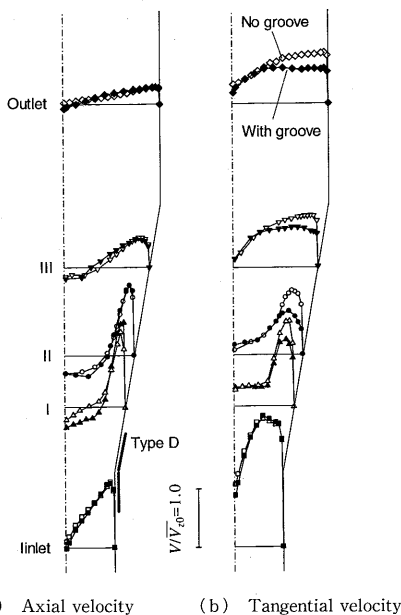 No groove
Outlet
With groove
III
II
I
Type D
V/V̅z0=1.0
Iinlet
) Axial velocity
(b) Tangential velocity